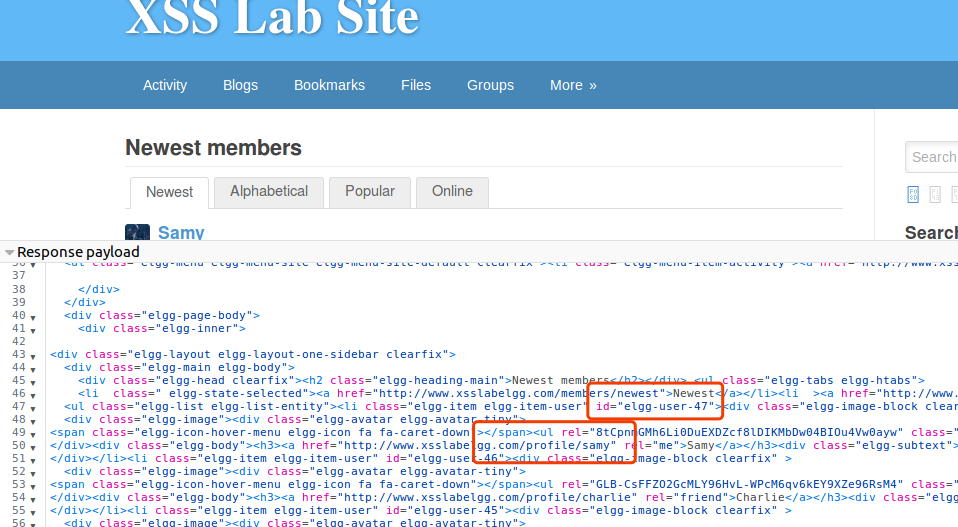 XSS Lab Site
Activity Blogs Bookmarks Files Groups More »
Newest members
Search
Newest Alphabetical Popular Online
Samy
Search
Response payload
37
38 </div>
39 </div>
40 <div class="elgg-page-body">
41 <div class="elgg-inner">
42
43 <div class="elgg-layout elgg-layout-one-sidebar clearfix">
44 <div class="elgg-main elgg-body">
45 <div class="elgg-head clearfix"><h2 class="elgg-heading-main">Newest members</h2></div> <ul class="elgg-tabs elgg-htabs">
46 <li class=" elgg-state-selected"><a href="http://www.xsslabelgg.com/members/newest">Newest</a></li><li ><a href="http://www.xsslabelgg
47 <ul class="elgg-list elgg-list-entity"><li class="elgg-item elgg-item-user" id="elgg-user-47"><div class="elgg-image-block clear
48 <div class="elgg-image"><div class="elgg-avatar elgg-avatar-tiny">
49 <span class="elgg-icon-hover-menu elgg-icon fa fa-caret-down"></span><ul rel="8tCpnnGMh6Li0DuEXDZcf8lDIKMbDw04BIOu4Vw0ayw" class="
50 </div><div class="elgg-body"><h3><a href="http://www.xsslabelgg.com/profile/samy" rel="me">Samy</a></h3><div class="elgg-subtext">
51 </div></li><li class="elgg-item elgg-item-user" id="elgg-user-46"><div class="elgg-image-block clearfix" >
52 <div class="elgg-image"><div class="elgg-avatar elgg-avatar-tiny">
53 <span class="elgg-icon-hover-menu elgg-icon fa fa-caret-down"></span><ul rel="GLB-CsFFZO2GcMLY96HvL-WPcM6qv6kEY9XZe96RsM4" class="
54 </div><div class="elgg-body"><h3><a href="http://www.xsslabelgg.com/profile/charlie" rel="friend">Charlie</a></h3><div class="elgg
55 </div></li><li class="elgg-item elgg-item-user" id="elgg-user-45"><div class="elgg-image-block clearfix" >
56 <div class="elgg-image"><div class="elgg-avatar elgg-avatar-tiny">